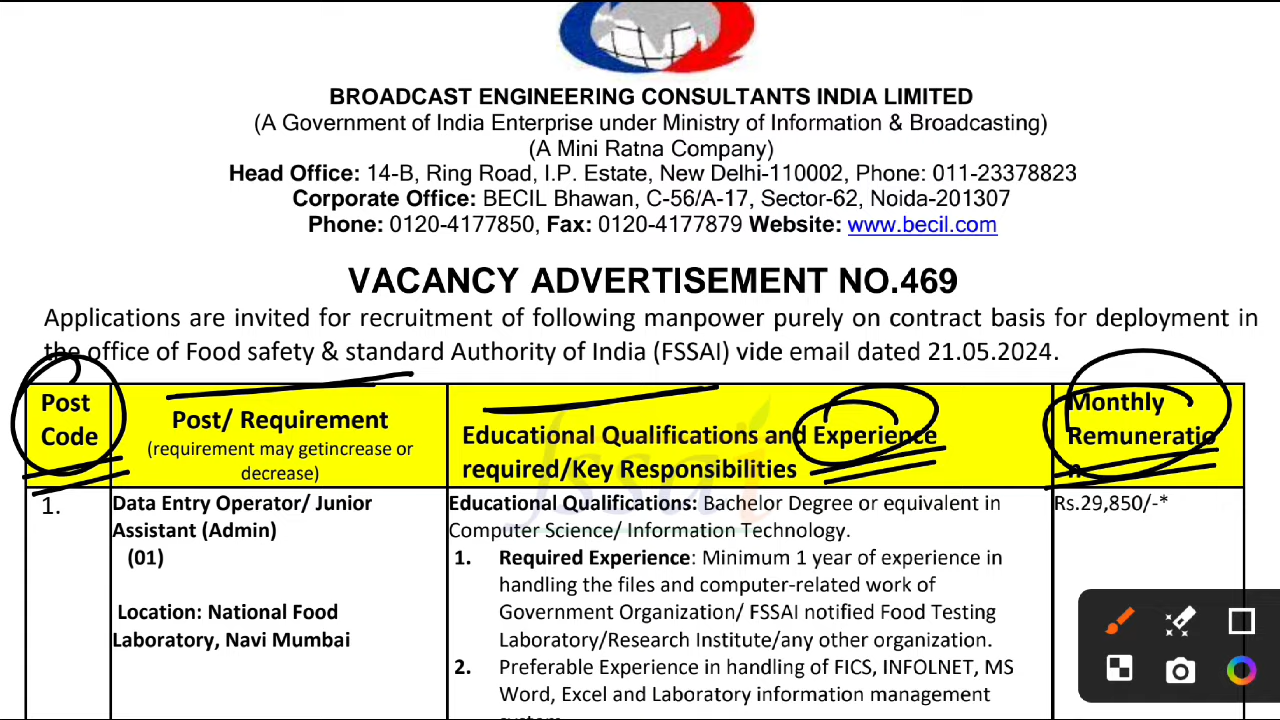 BROADCAST ENGINEERING CONSULTANTS INDIA LIMITED
(A Government of India Enterprise under Ministry of Information & Broadcasting)
(A Mini Ratna Company)
Head Office: 14-B, Ring Road, I.P. Estate, New Delhi-110002, Phone: 011-23378823
Corporate Office: BECIL Bhawan, C-56/A-17, Sector-62, Noida-201307
Phone: 0120-4177850, Fax: 0120-4177879 Website: www.becil.com
VACANCY ADVERTISEMENT NO.469
Applications are invited for recruitment of following manpower purely on contract basis for deployment in
the office of Food safety & standard Authority of India (FSSAI) vide email dated 21.05.2024.
Post
Code
Post/ Requirement
(requirement may getincrease or
decrease)
Educational Qualifications and Experience
required/Key Responsibilities
Monthly
Remuneratio
n
1.
Data Entry Operator/ Junior
Assistant (Admin)
(01)
Location: National Food
Laboratory, Navi Mumbai
Educational Qualifications: Bachelor Degree or equivalent in
Computer Science/ Information Technology.
1. Required Experience: Minimum 1 year of experience in
handling the files and computer-related work of
Government Organization/ FSSAI notified Food Testing
Laboratory/Research Institute/any other organization.
2. Preferable Experience in handling of FICS, INFOLNET, MS
Word, Excel and Laboratory information management
system
Rs.29,850/-*
fssai